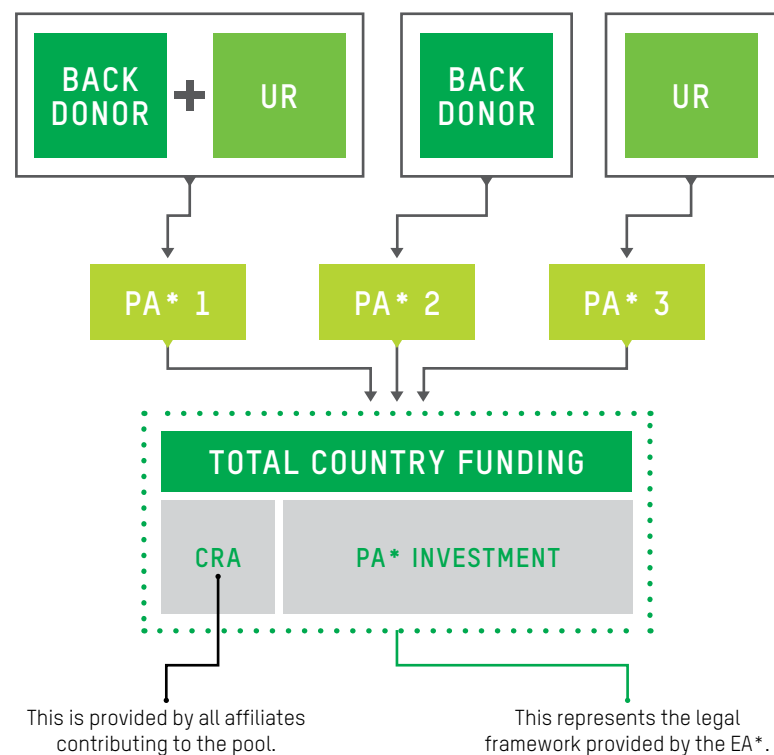 BACK
DONOR
+
UR
BACK
DONOR
UR
PA* 1
PA* 2
PA* 3
TOTAL COUNTRY FUNDING
CRA
PA* INVESTMENT
This is provided by all affiliates
contributing to the pool.
This represents the legal
framework provided by the EA*.